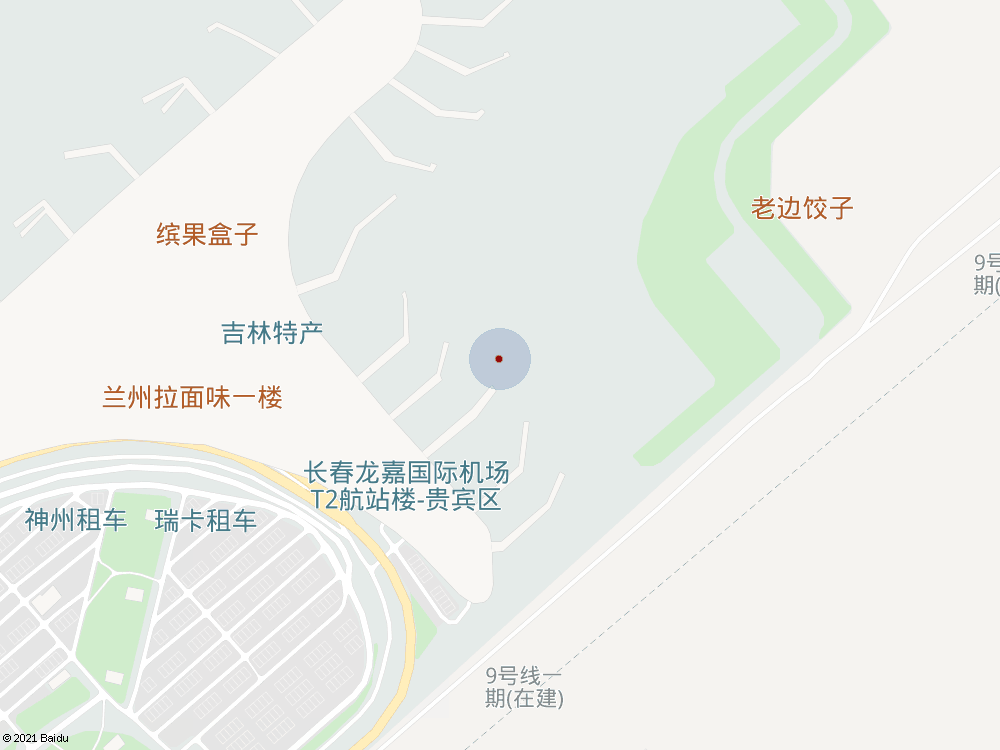 老边饺子
缤果盒子
9号
期(
吉林特产
兰州拉面味一楼
长春龙嘉国际机场
T2航站楼-贵宾区
神州租车
瑞卡租车
9号线一
期(在建)
© 2021 Baidu